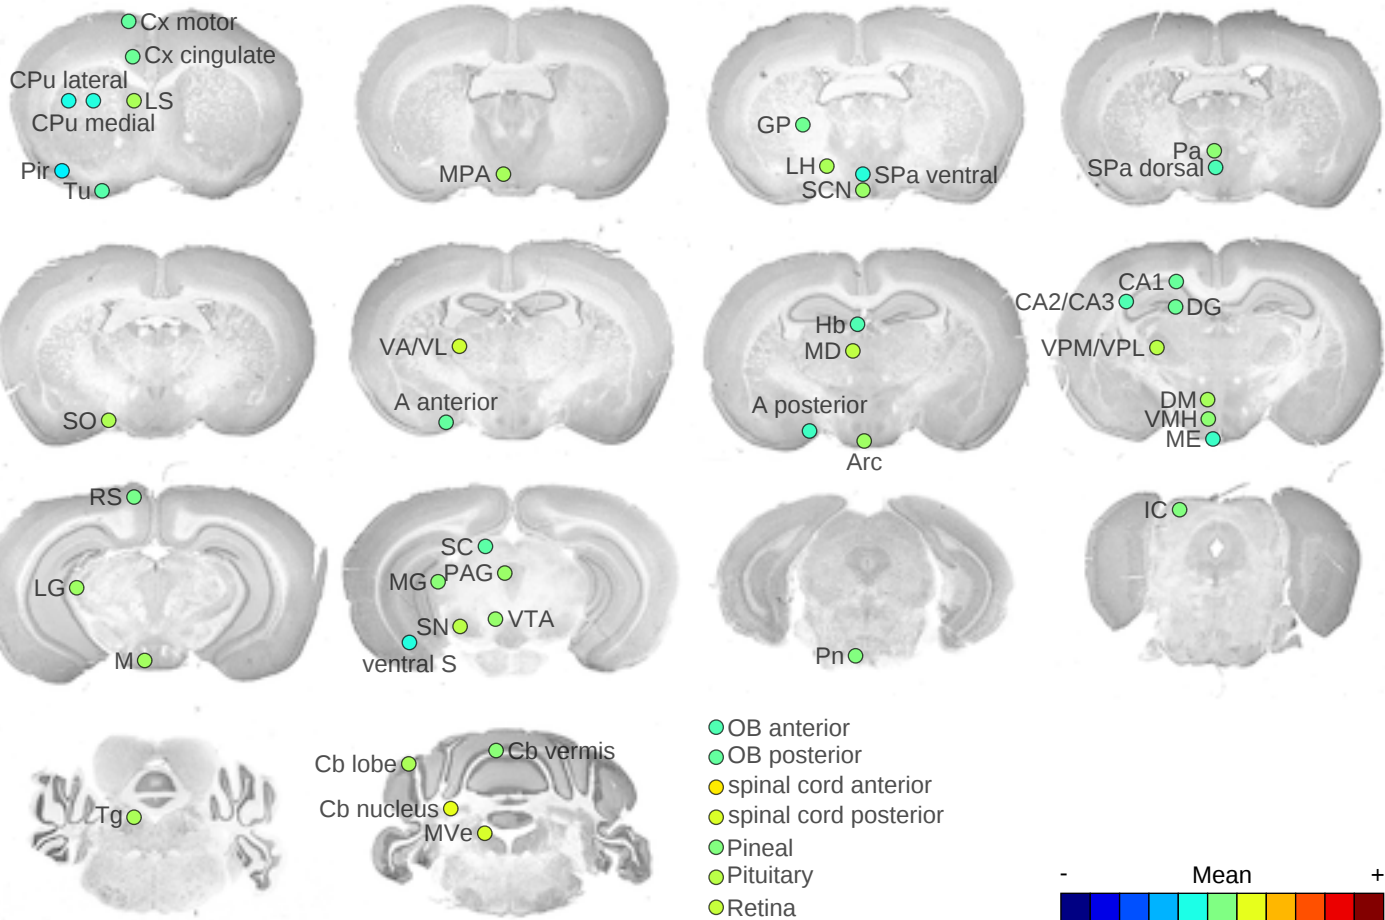 Cx motor
Cx cingulate
CPu lateral
LS
CPu medial
Pir
Tu
MPA
GP
LH
SPa ventral
SCN
Pa
SPa dorsal
SO
VA/VL
A anterior
Hb
MD
A posterior
Arc
CA1
CA2/CA3
DG
VPM/VPL
DM
VMH
ME
RS
LG
M
SC
MG
PAG
SN
VTA
ventral S
Pn
IC
Tg
Cb lobe
Cb vermis
Cb nucleus
MVe
OB anterior
OB posterior
spinal cord anterior
spinal cord posterior
Pineal
Pituitary
Retina
- Mean +